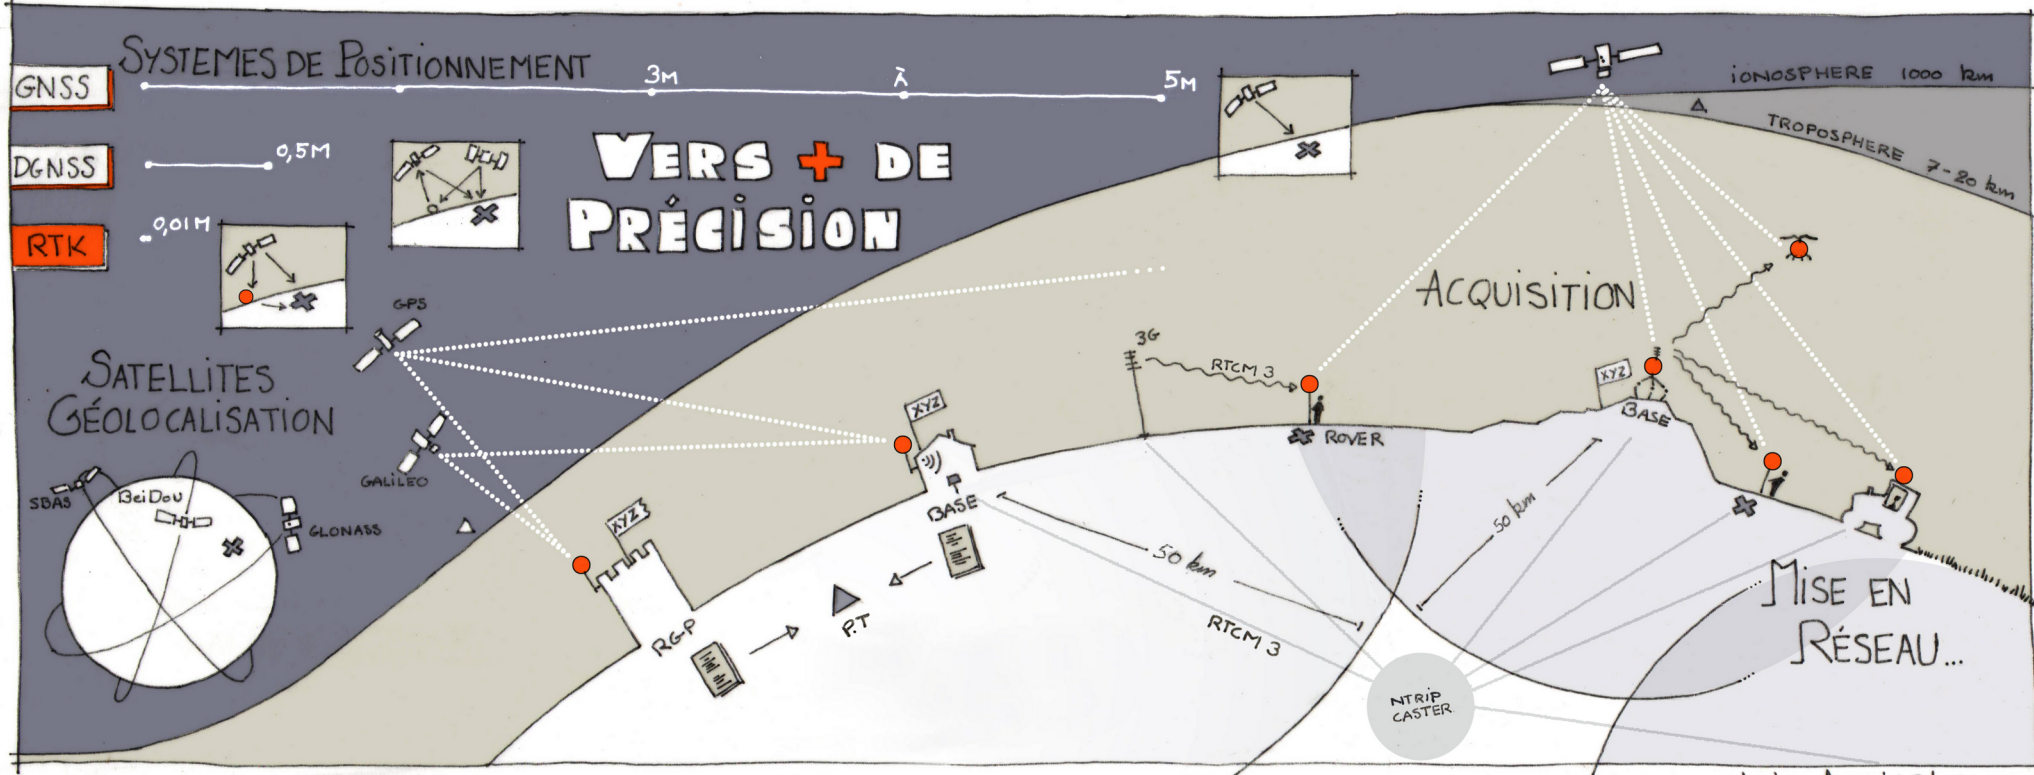 SYSTEMES DE POSITIONNEMENT
GNSS
3M
À
5M
DGNSS
0,5M
RTK
0,01M
VERS + DE
PRÉCISION
IONOSPHERE 1000 km
TROPOSPHERE 7-20 km
ACQUISITION
GPS
SATELLITES
GÉOLOCALISATION
GALILEO
SBAS
BeiDou
GLONASS
3G
RTCM 3
ROVER
XYZ
BASE
XYZ
BASE
XYZ
RGP
P.T
50 km
RTCM 3
50 km
NTRIP
CASTER
MISE EN
RÉSEAU...